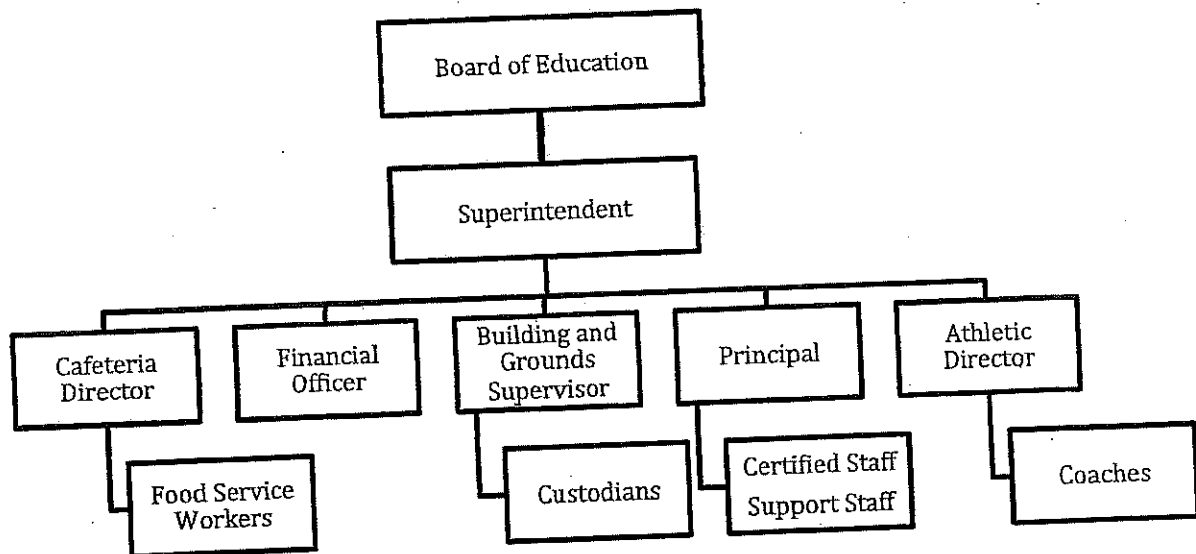 Board of Education
Superintendent
Cafeteria
Director
Financial
Officer
Building and
Grounds
Supervisor
Principal
Athletic
Director
Food Service
Workers
Custodians
Certified Staff
Support Staff
Coaches